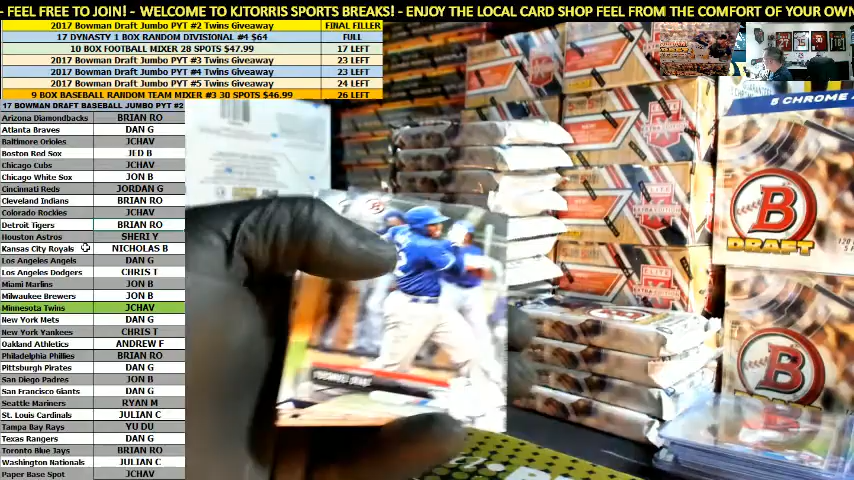 - FEEL FREE TO JOIN! - WELCOME TO KJTORRIS SPORTS BREAKS! - ENJOY THE LOCAL CARD SHOP FEEL FROM THE COMFORT OF YOUR OWN
2017 Bowman Draft Jumbo PYT #2 Twins Giveaway FINAL FILLER
17 DYNASTY 1 BOX RANDOM DIVISIONAL #4 $64 FULL
10 BOX FOOTBALL MIXER 28 SPOTS $47.99 17 LEFT
2017 Bowman Draft Jumbo PYT #3 Twins Giveaway 23 LEFT
2017 Bowman Draft Jumbo PYT #4 Twins Giveaway 23 LEFT
2017 Bowman Draft Jumbo PYT #5 Twins Giveaway 24 LEFT
9 BOX BASEBALL RANDOM TEAM MIXER #3 30 SPOTS $46.99 26 LEFT
17 BOWMAN DRAFT BASEBALL JUMBO PYT #2
Arizona Diamondbacks BRIAN RO
Atlanta Braves DAN G
Baltimore Orioles JCHAV
Boston Red Sox JED B
Chicago Cubs JCHAV
Chicago White Sox JON B
Cincinnati Reds JORDAN G
Cleveland Indians BRIAN RO
Colorado Rockies JCHAV
Detroit Tigers BRIAN RO
Houston Astros SHERI Y
Kansas City Royals NICHOLAS B
Los Angeles Angels DAN G
Los Angeles Dodgers CHRIS T
Miami Marlins JON B
Milwaukee Brewers JON B
Minnesota Twins JCHAV
New York Mets DAN G
New York Yankees CHRIS T
Oakland Athletics ANDREW F
Philadelphia Phillies BRIAN RO
Pittsburgh Pirates DAN G
San Diego Padres JON B
San Francisco Giants DAN G
Seattle Mariners RYAN M
St. Louis Cardinals JULIAN C
Tampa Bay Rays YU DU
Texas Rangers DAN G
Toronto Blue Jays BRIAN RO
Washington Nationals JULIAN C
Paper Base Spot JCHAV
5 CHROME
B
DRAFT
B
ELITE
EXTRA EDITION